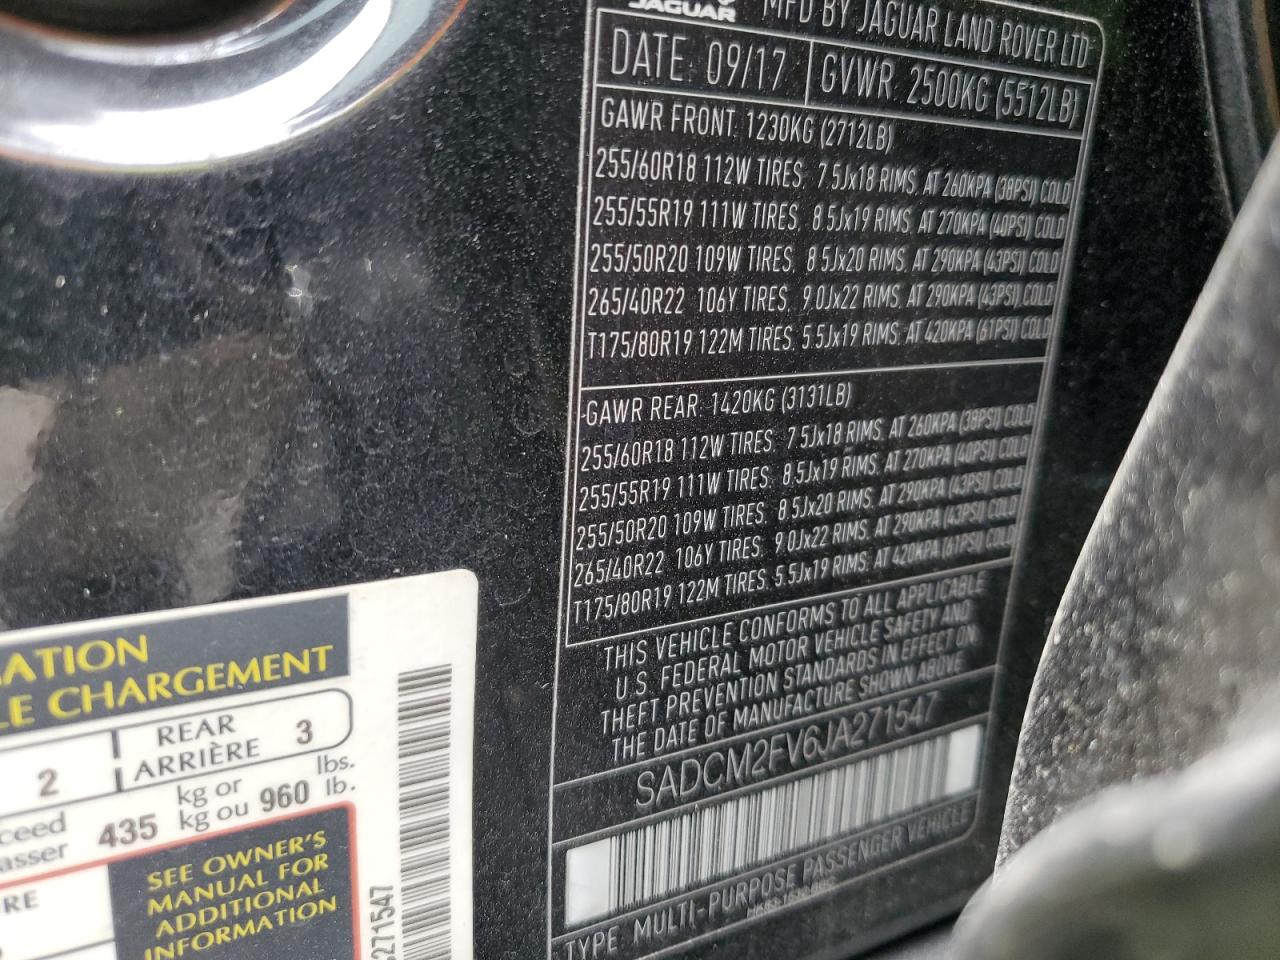 JAGUAR
MFD BY JAGUAR LAND ROVER LTD
DATE: 09/17
GVWR: 2500KG (5512LB)
GAWR FRONT: 1230KG (2712LB)
255/60R18 112W TIRES, 7.5Jx18 RIMS, AT 260KPA (38PSI) COLD
255/55R19 111W TIRES, 8.5Jx19 RIMS, AT 270KPA (40PSI) COLD
255/50R20 109W TIRES, 8.5Jx20 RIMS, AT 290KPA (43PSI) COLD
265/40R22 106Y TIRES, 9.0Jx22 RIMS, AT 290KPA (43PSI) COLD
T175/80R19 122M TIRES, 5.5Jx19 RIMS, AT 420KPA (61PSI) COLD
GAWR REAR: 1420KG (3131LB)
255/60R18 112W TIRES, 7.5Jx18 RIMS, AT 260KPA (38PSI) COLD
255/55R19 111W TIRES, 8.5Jx19 RIMS, AT 270KPA (40PSI) COLD
255/50R20 109W TIRES, 8.5Jx20 RIMS, AT 290KPA (43PSI) COLD
265/40R22 106Y TIRES, 9.0Jx22 RIMS, AT 290KPA (43PSI) COLD
T175/80R19 122M TIRES, 5.5Jx19 RIMS, AT 420KPA (61PSI) COLD
THIS VEHICLE CONFORMS TO ALL APPLICABLE
U.S. FEDERAL MOTOR VEHICLE SAFETY AND
THEFT PREVENTION STANDARDS IN EFFECT ON
THE DATE OF MANUFACTURE SHOWN ABOVE
SADCM2FV6JA271547
TYPE: MULTI-PURPOSE PASSENGER VEHICLE
ATION
LE CHARGEMENT
2
REAR
ARRIÈRE
3
ceed
asser
435
kg or
kg ou
960
lbs.
lb.
RE
SEE OWNER'S
MANUAL FOR
ADDITIONAL
INFORMATION
271547